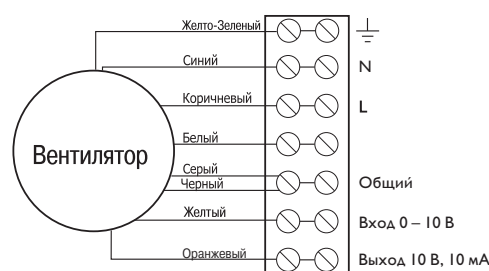 Желто-Зеленый
Синий N
Коричневый L
Белый
Серый
Черный Общий
Вентилятор
Желтый Вход 0 – 10 В
Оранжевый Выход 10 В, 10 мА